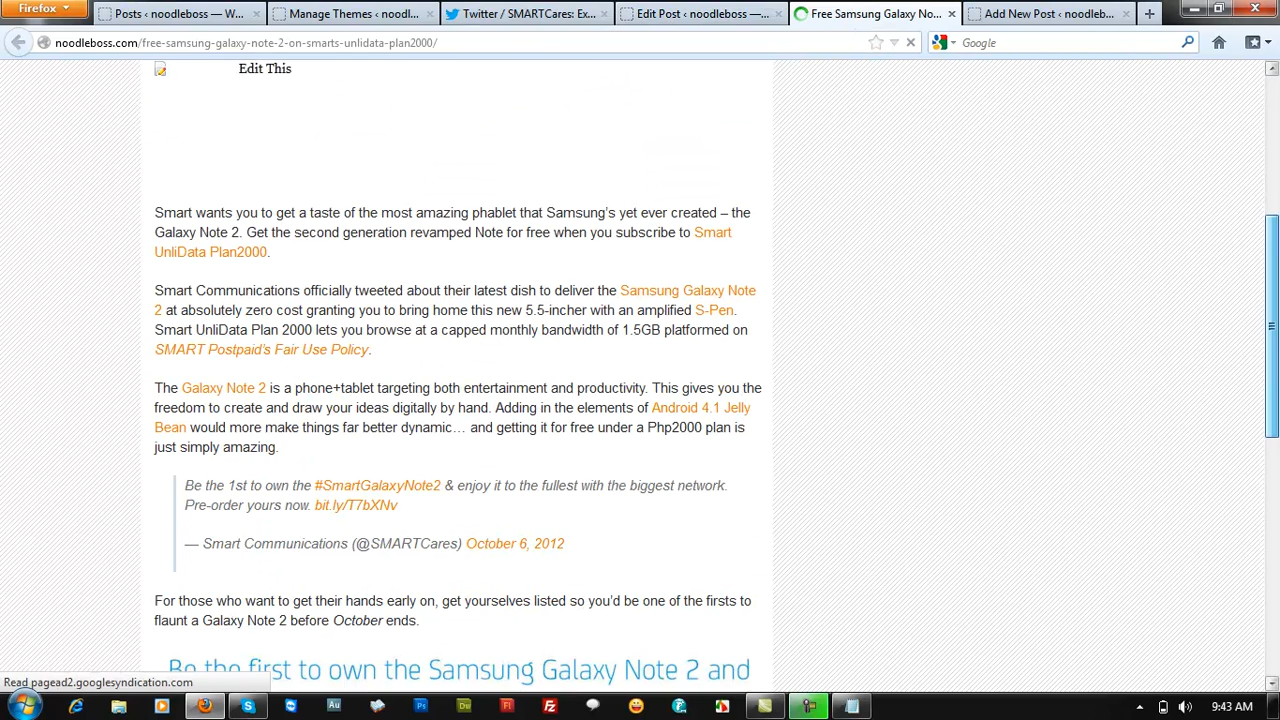 Firefox
Posts ‹ noodleboss — W...
Manage Themes ‹ noodl...
Twitter / SMARTCares: Ex...
Edit Post ‹ noodleboss —...
Free Samsung Galaxy No...
Add New Post ‹ noodleb...
noodleboss.com/free-samsung-galaxy-note-2-on-smarts-unlidata-plan2000/
Google
Edit This
Smart wants you to get a taste of the most amazing phablet that Samsung's yet ever created – the
Galaxy Note 2. Get the second generation revamped Note for free when you subscribe to Smart
UnliData Plan2000.
Smart Communications officially tweeted about their latest dish to deliver the Samsung Galaxy Note
2 at absolutely zero cost granting you to bring home this new 5.5-incher with an amplified S-Pen.
Smart UnliData Plan 2000 lets you browse at a capped monthly bandwidth of 1.5GB platformed on
SMART Postpaid's Fair Use Policy.
The Galaxy Note 2 is a phone+tablet targeting both entertainment and productivity. This gives you the
freedom to create and draw your ideas digitally by hand. Adding in the elements of Android 4.1 Jelly
Bean would more make things far better dynamic… and getting it for free under a Php2000 plan is
just simply amazing.
Be the 1st to own the #SmartGalaxyNote2 & enjoy it to the fullest with the biggest network.
Pre-order yours now. bit.ly/T7bXNv
— Smart Communications (@SMARTCares) October 6, 2012
For those who want to get their hands early on, get yourselves listed so you'd be one of the firsts to
flaunt a Galaxy Note 2 before October ends.
Be the first to own the Samsung Galaxy Note 2 and
Read pagead2.googlesyndication.com
Au
Ps
Dw
Fl
Fz
9:43 AM